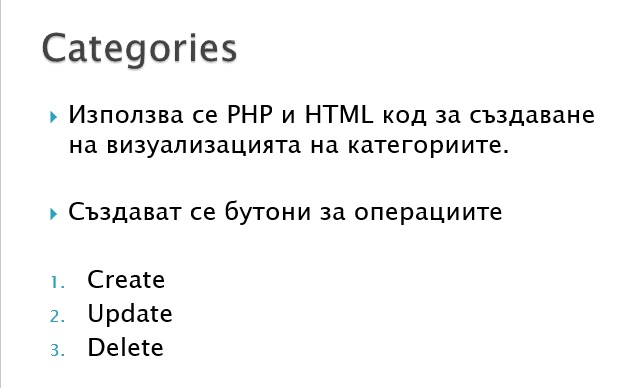 Categories
Използва се PHP и HTML код за създаване
на визуализацията на категориите.
Създават се бутони за операциите
1. Create
2. Update
3. Delete